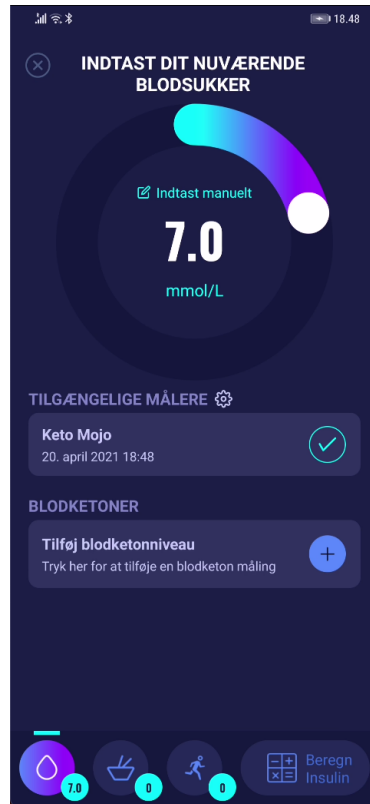 18.48
INDTAST DIT NUVÆRENDE
BLODSUKKER
Indtast manuelt
7.0
mmol/L
TILGÆNGELIGE MÅLERE
Keto Mojo
20. april 2021 18:48
BLODKETONER
Tilføj blodketonniveau
Tryk her for at tilføje en blodketon måling
7.0
0
0
Beregn
Insulin